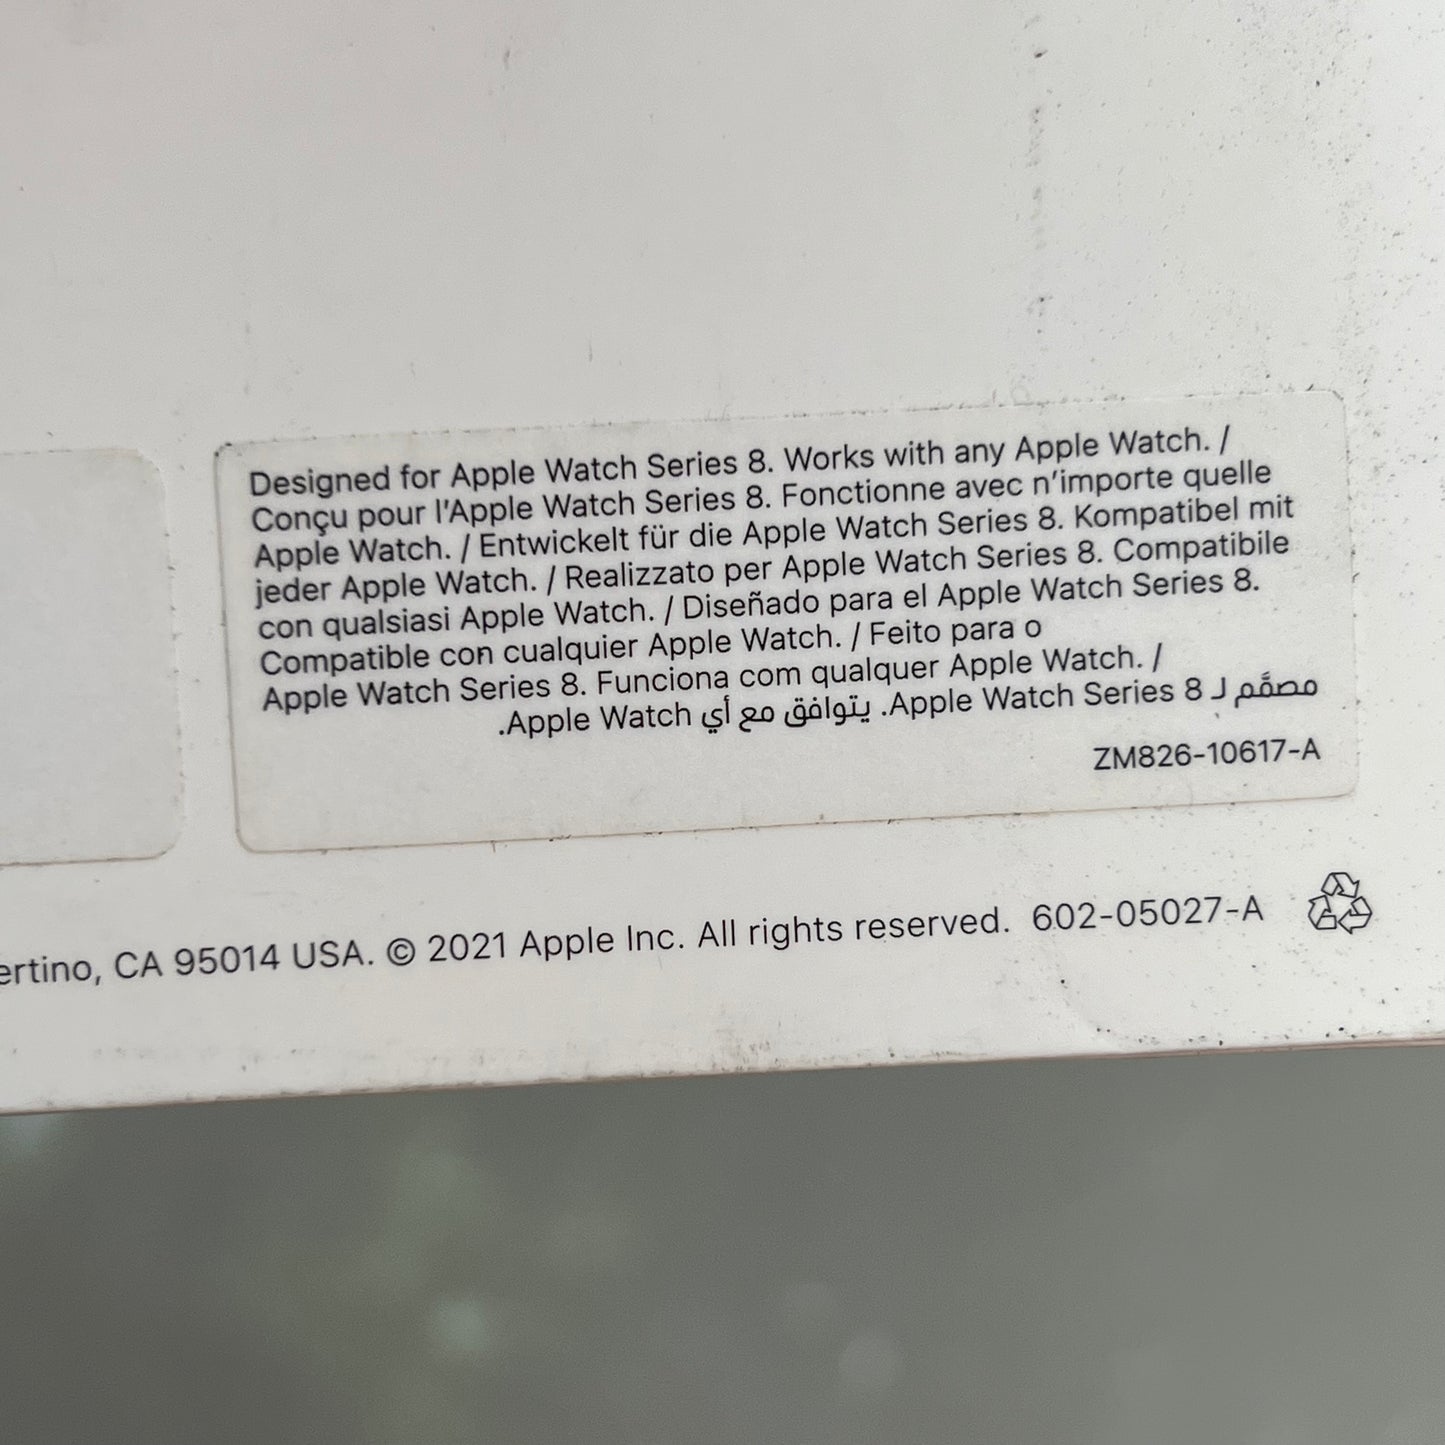 Designed for Apple Watch Series 8. Works with any Apple Watch. /
Conçu pour l’Apple Watch Series 8. Fonctionne avec n’importe quelle
Apple Watch. / Entwickelt für die Apple Watch Series 8. Kompatibel mit
jeder Apple Watch. / Realizzato per Apple Watch Series 8. Compatibile
con qualsiasi Apple Watch. / Diseñado para el Apple Watch Series 8.
Compatible con cualquier Apple Watch. / Feito para o
Apple Watch Series 8. Funciona com qualquer Apple Watch. /
مصمَّم لـ Apple Watch Series 8. يتوافق مع أي Apple Watch.
ZM826-10617-A
CA 95014 USA. © 2021 Apple Inc. All rights reserved. 602-05027-A